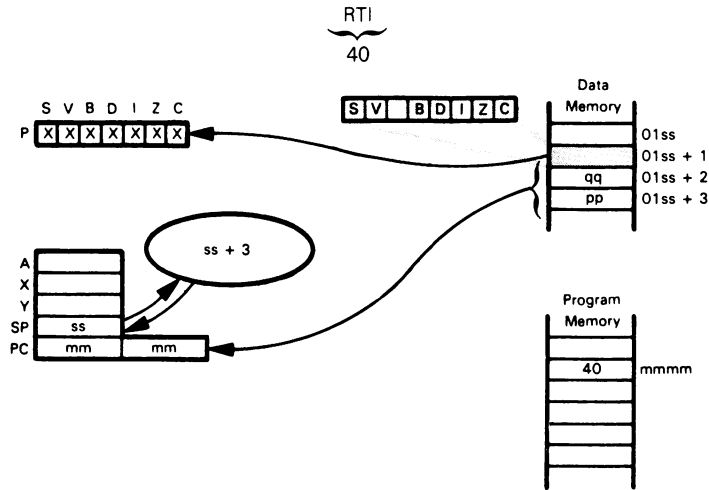 RTI
40
Data
Memory
S V B D I Z C
S V B D I Z C
P X X X X X X X
01ss
01ss + 1
qq 01ss + 2
pp 01ss + 3
ss + 3
A
X
Y
SP ss
PC mm mm
Program
Memory
40 mmmm